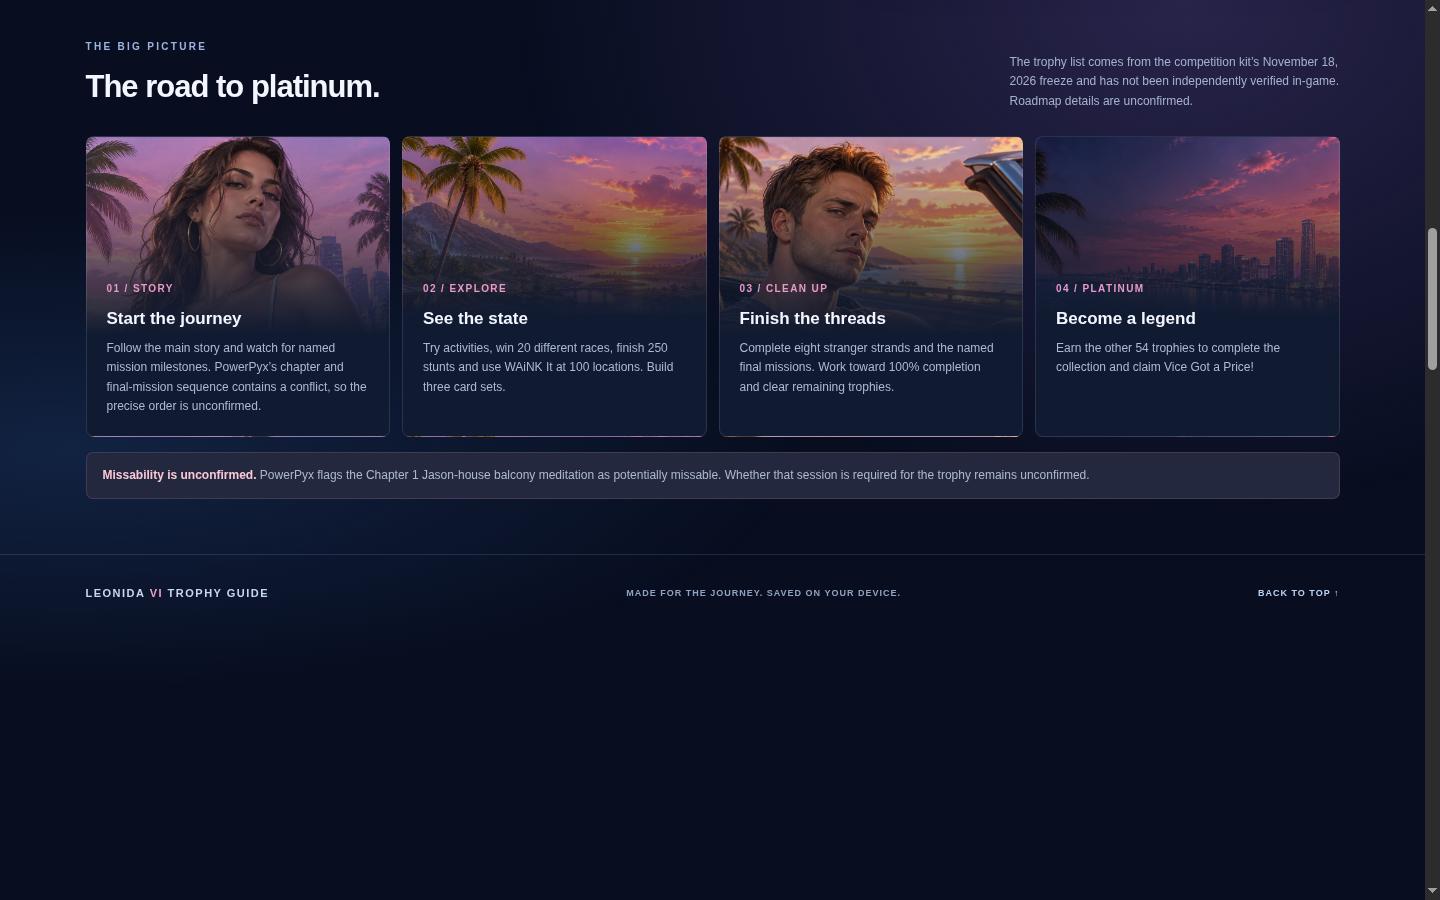 THE BIG PICTURE
The road to platinum.
The trophy list comes from the competition kit's November 18,
2026 freeze and has not been independently verified in-game.
Roadmap details are unconfirmed.
01 / STORY
Start the journey
Follow the main story and watch for named
mission milestones. PowerPyx's chapter and
final-mission sequence contains a conflict, so the
precise order is unconfirmed.
02 / EXPLORE
See the state
Try activities, win 20 different races, finish 250
stunts and use WAiNK It at 100 locations. Build
three card sets.
03 / CLEAN UP
Finish the threads
Complete eight stranger strands and the named
final missions. Work toward 100% completion
and clear remaining trophies.
04 / PLATINUM
Become a legend
Earn the other 54 trophies to complete the
collection and claim Vice Got a Price!
Missability is unconfirmed. PowerPyx flags the Chapter 1 Jason-house balcony meditation as potentially missable. Whether that session is required for the trophy remains unconfirmed.
LEONIDA VI TROPHY GUIDE
MADE FOR THE JOURNEY. SAVED ON YOUR DEVICE.
BACK TO TOP ↑